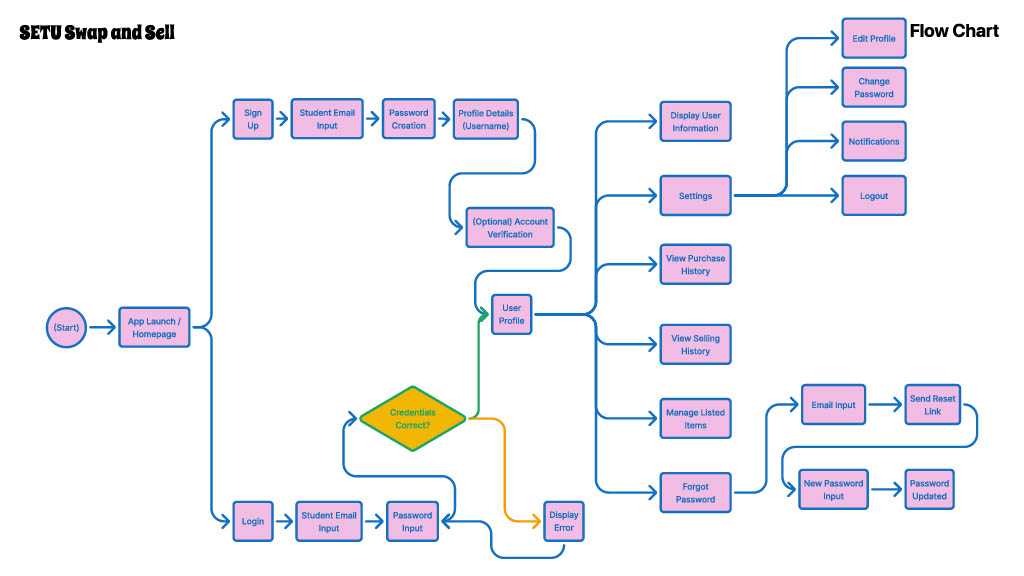 SETU Swap and Sell
Flow Chart
(Start)
App Launch /
Homepage
Sign
Up
Student Email
Input
Password
Creation
Profile Details
(Username)
(Optional) Account
Verification
User
Profile
Credentials
Correct?
Login
Student Email
Input
Password
Input
Display
Error
Display User
Information
Settings
View Purchase
History
View Selling
History
Manage Listed
Items
Forgot
Password
Edit Profile
Change
Password
Notifications
Logout
Email Input
Send Reset
Link
New Password
Input
Password
Updated